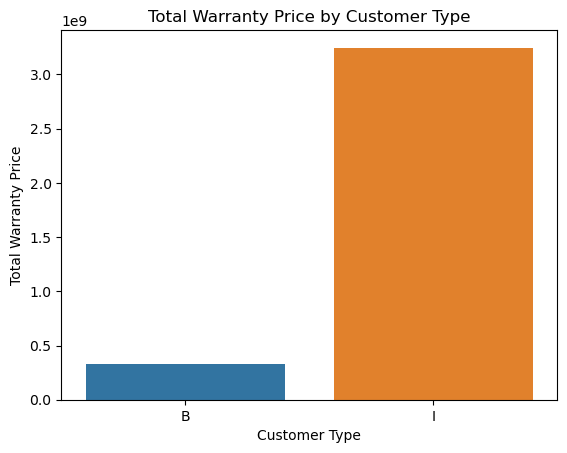 Total Warranty Price by Customer Type
1e9
3.0
2.5
2.0
1.5
1.0
0.5
0.0
Total Warranty Price
B
I
Customer Type